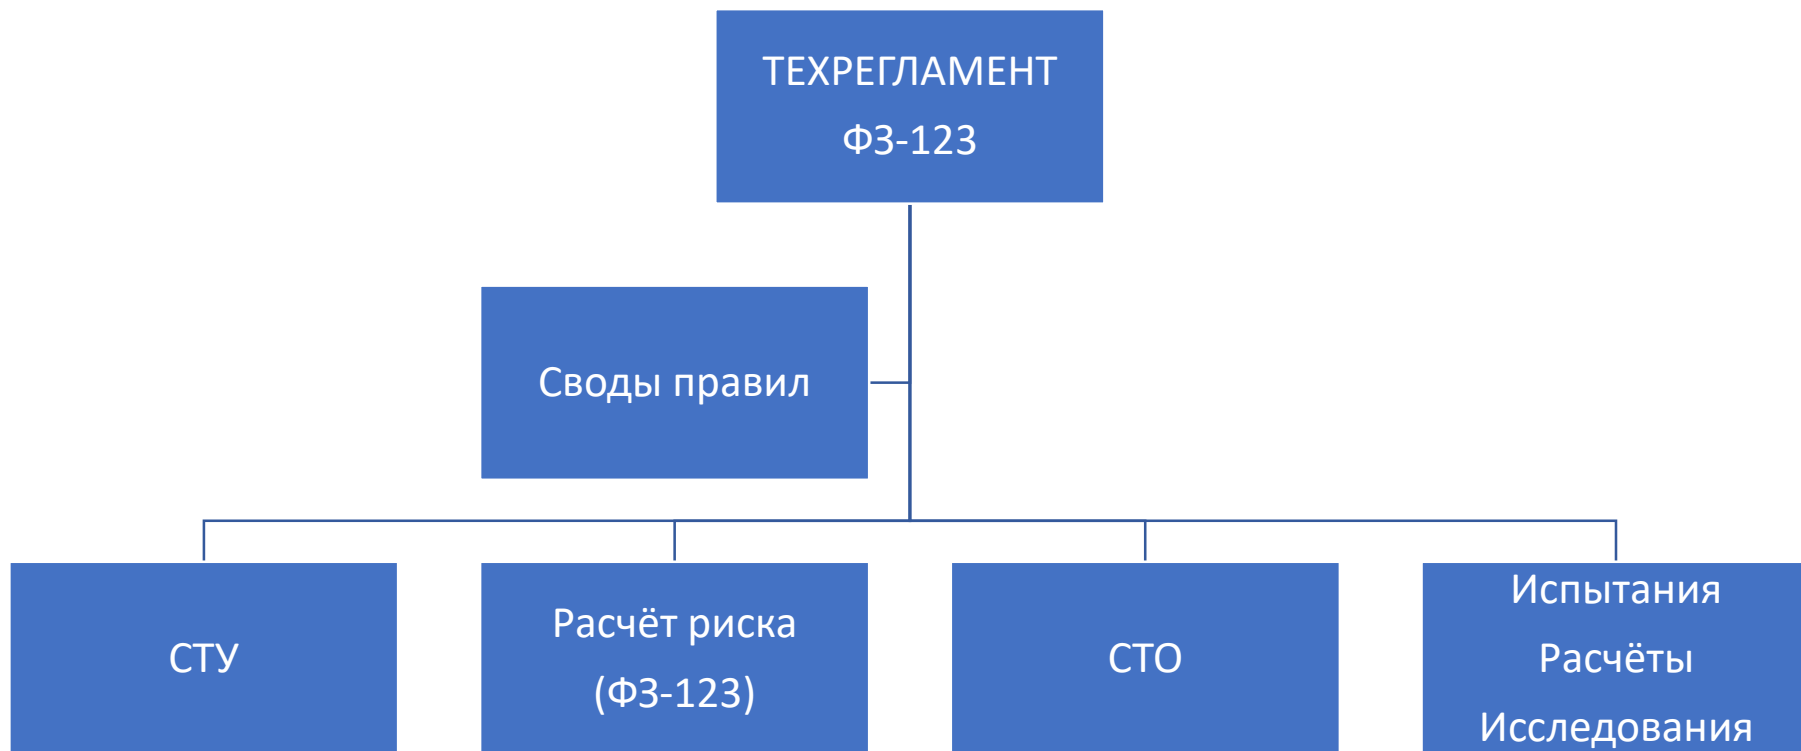 ТЕХРЕГЛАМЕНТ
ФЗ-123
Своды правил
СТУ
Расчёт риска
(ФЗ-123)
СТО
Испытания
Расчёты
Исследования